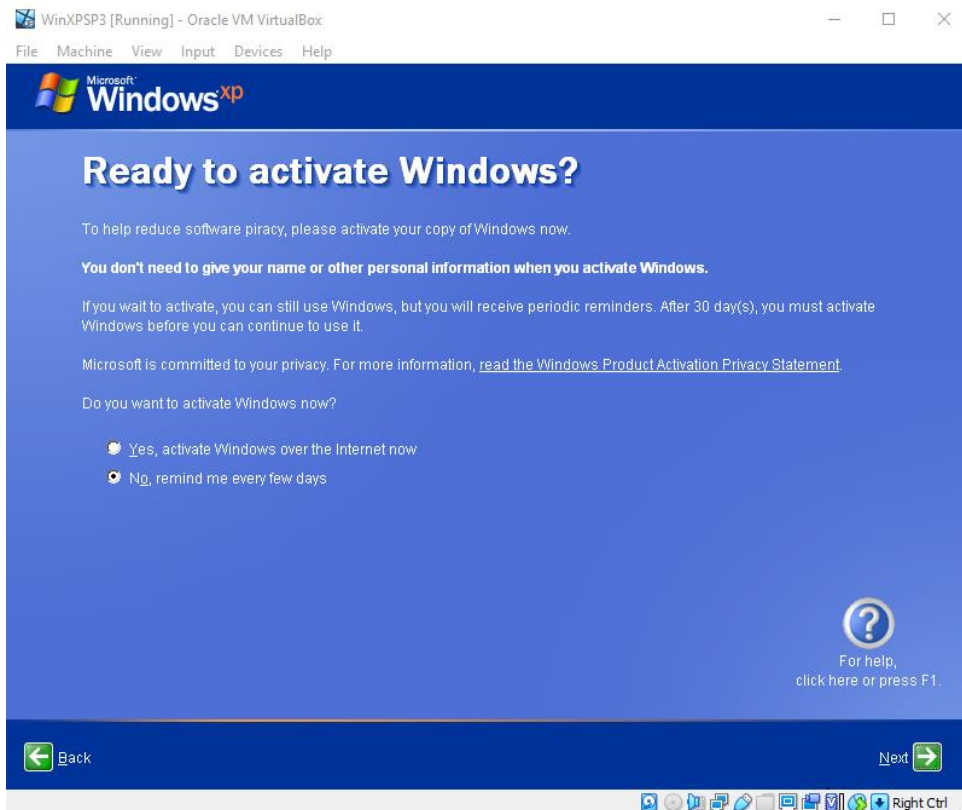 WinXPSP3 [Running] - Oracle VM VirtualBox
File Machine View Input Devices Help
Microsoft
Windows xp
Ready to activate Windows?
To help reduce software piracy, please activate your copy of Windows now.
You don't need to give your name or other personal information when you activate Windows.
If you wait to activate, you can still use Windows, but you will receive periodic reminders. After 30 day(s), you must activate
Windows before you can continue to use it.
Microsoft is committed to your privacy. For more information, read the Windows Product Activation Privacy Statement.
Do you want to activate Windows now?
Yes, activate Windows over the Internet now
No, remind me every few days
For help,
click here or press F1.
Back
Next
Right Ctrl